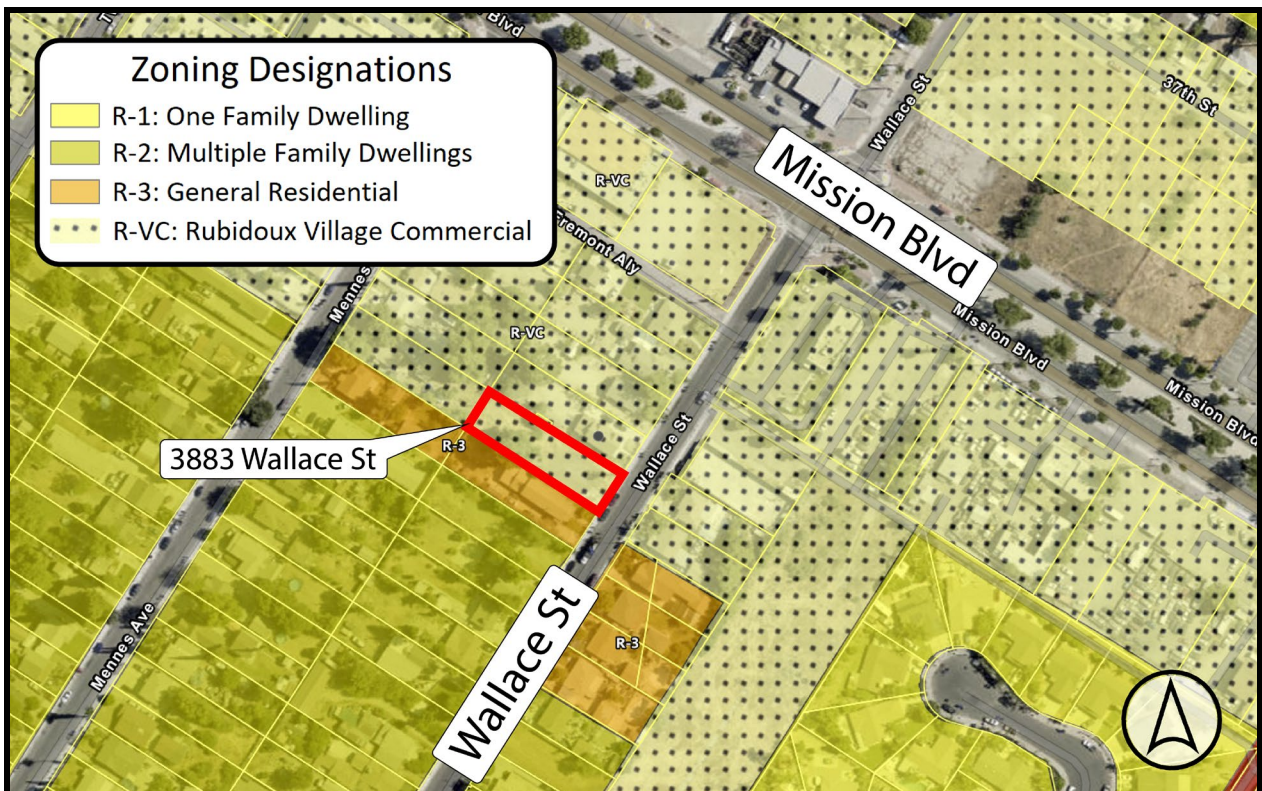 Blvd
Zoning Designations
R-1: One Family Dwelling
R-2: Multiple Family Dwellings
R-3: General Residential
R-VC: Rubidoux Village Commercial
37th St
Wallace St
Mission Blvd
R-VC
Fremont Aly
Mennes
R-VC
Mission Blvd
Mission Blvd
Wallace St
3883 Wallace St
R-3
Wallace St
R-3
Mennes Ave